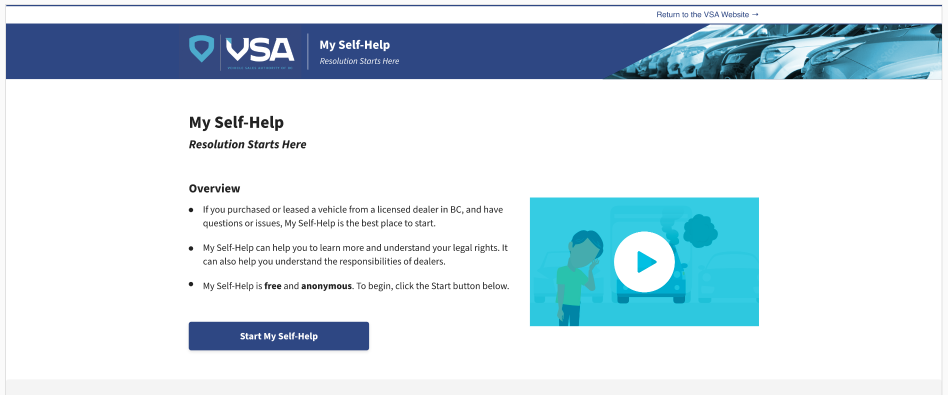 Return to the VSA Website →
VSA
My Self-Help
Resolution Starts Here
My Self-Help
Resolution Starts Here
Overview
If you purchased or leased a vehicle from a licensed dealer in BC, and have
questions or issues, My Self-Help is the best place to start.
My Self-Help can help you to learn more and understand your legal rights. It
can also help you understand the responsibilities of dealers.
My Self-Help is free and anonymous. To begin, click the Start button below.
Start My Self-Help